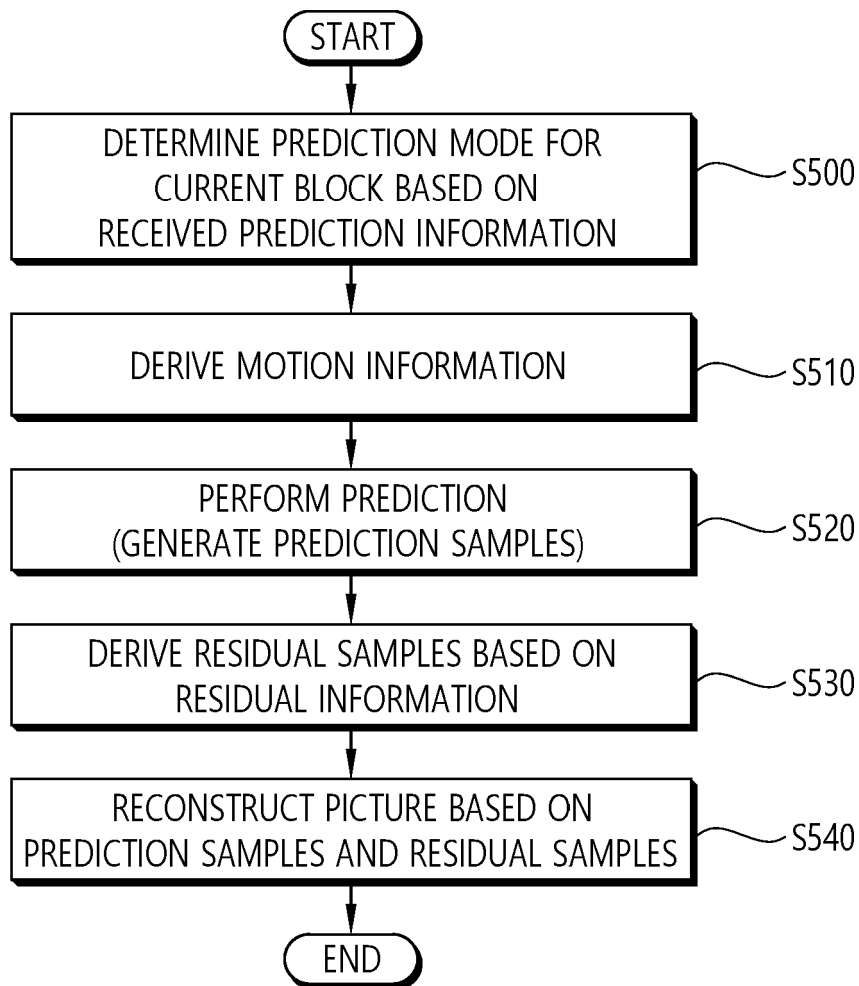 START
DETERMINE PREDICTION MODE FOR
CURRENT BLOCK BASED ON
RECEIVED PREDICTION INFORMATION
S500
DERIVE MOTION INFORMATION
S510
PERFORM PREDICTION
(GENERATE PREDICTION SAMPLES)
S520
DERIVE RESIDUAL SAMPLES BASED ON
RESIDUAL INFORMATION
S530
RECONSTRUCT PICTURE BASED ON
PREDICTION SAMPLES AND RESIDUAL SAMPLES
S540
END